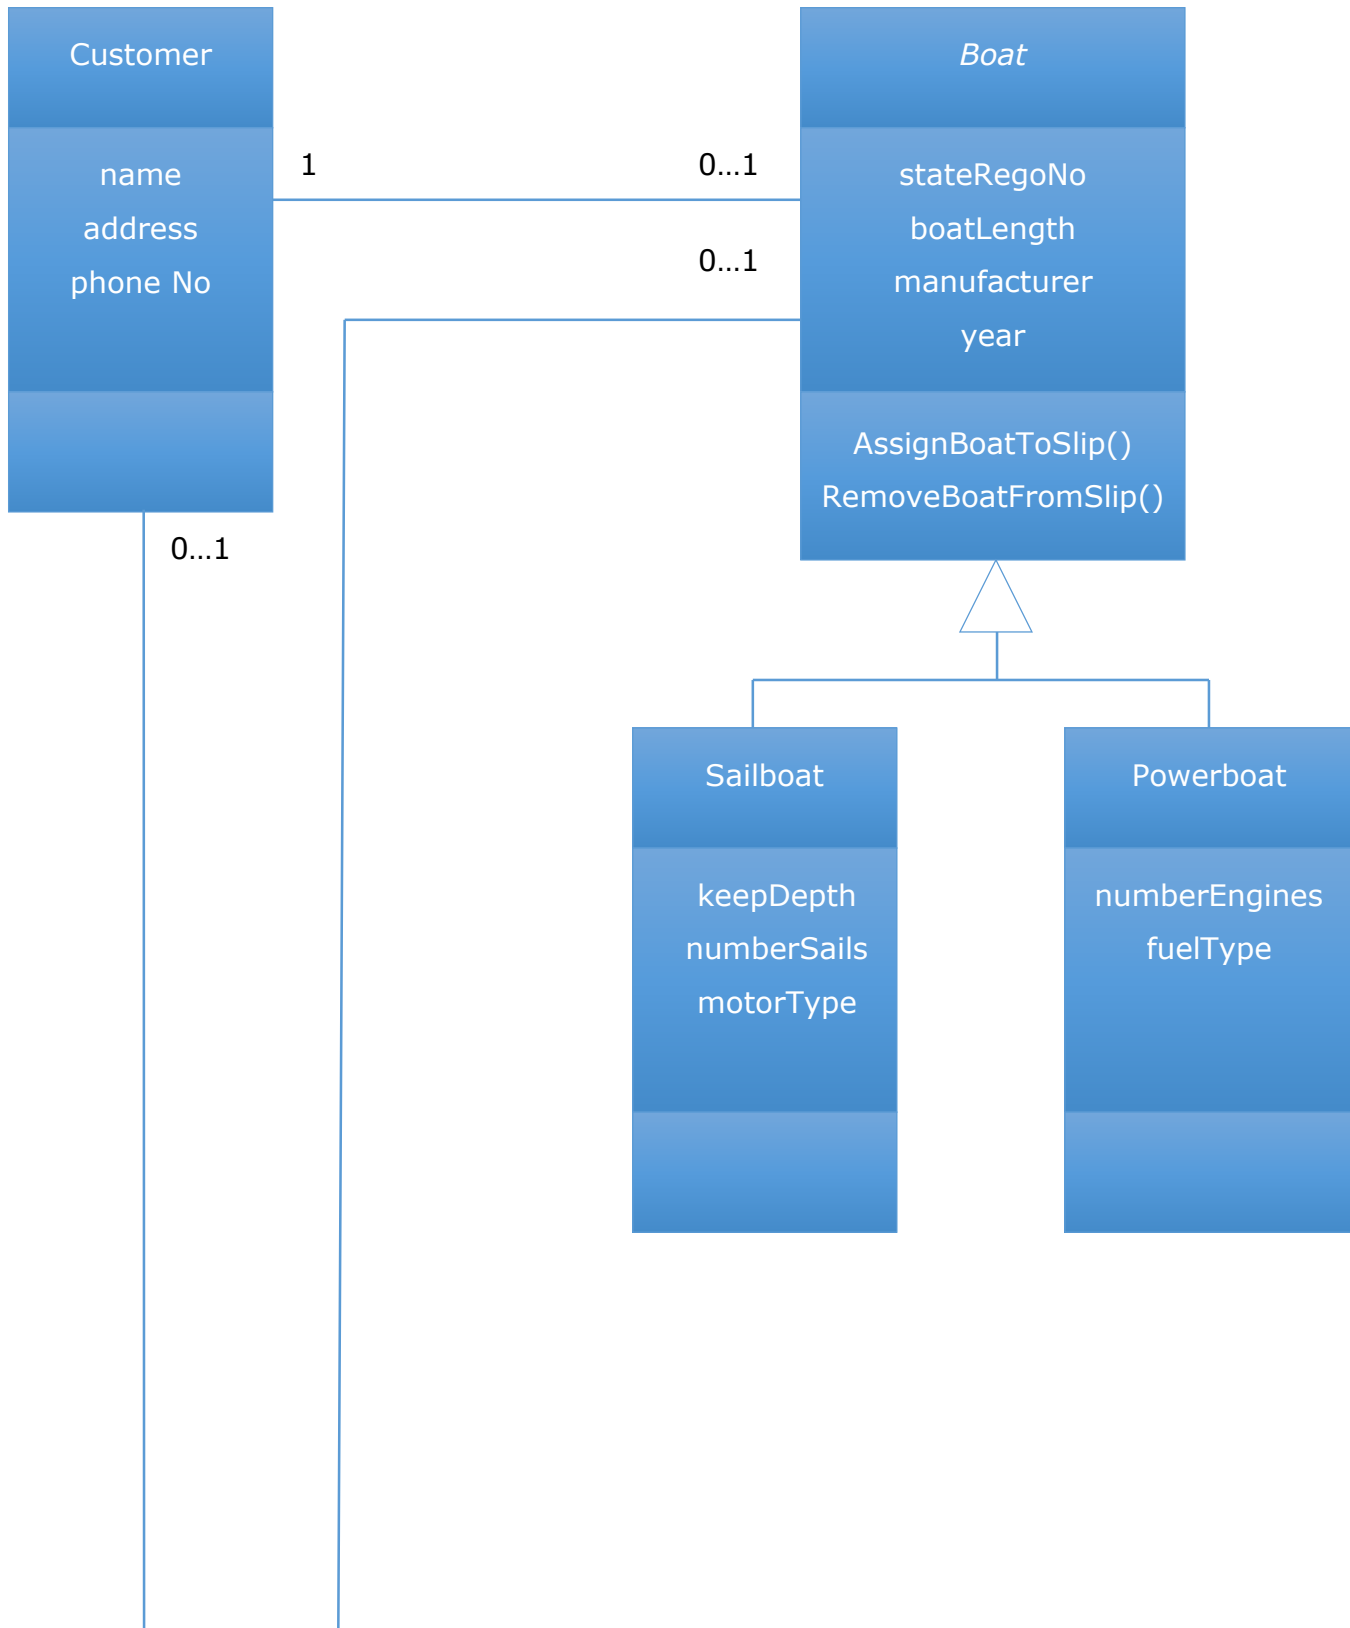 Customer
name
address
phone No
1
0...1
0...1
0...1
Boat
stateRegoNo
boatLength
manufacturer
year
AssignBoatToSlip()
RemoveBoatFromSlip()
Sailboat
keepDepth
numberSails
motorType
Powerboat
numberEngines
fuelType